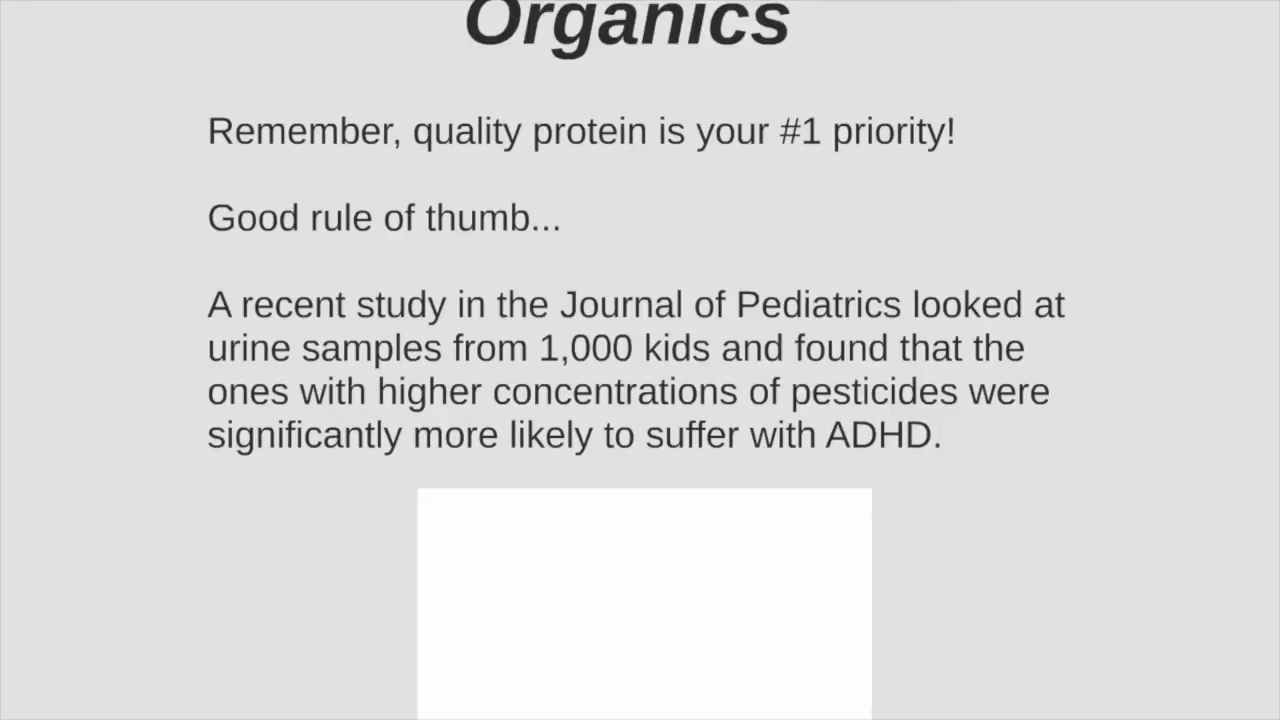 Organics
Remember, quality protein is your #1 priority!
Good rule of thumb...
A recent study in the Journal of Pediatrics looked at
urine samples from 1,000 kids and found that the
ones with higher concentrations of pesticides were
significantly more likely to suffer with ADHD.